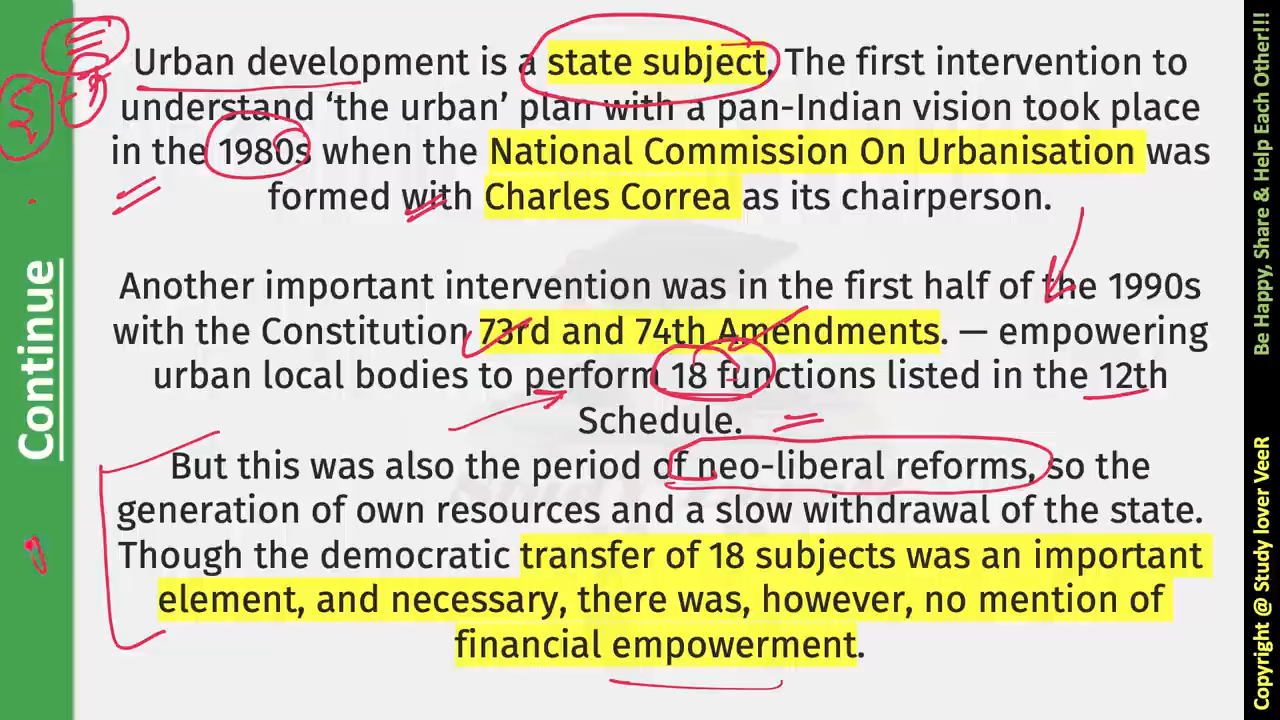 Continue
Urban development is a state subject. The first intervention to
understand ‘the urban’ plan with a pan-Indian vision took place
in the 1980s when the National Commission On Urbanisation was
formed with Charles Correa as its chairperson.
Another important intervention was in the first half of the 1990s
with the Constitution 73rd and 74th Amendments. — empowering
urban local bodies to perform 18 functions listed in the 12th
Schedule.
But this was also the period of neo-liberal reforms, so the
generation of own resources and a slow withdrawal of the state.
Though the democratic transfer of 18 subjects was an important
element, and necessary, there was, however, no mention of
financial empowerment.
Be Happy, Share & Help Each Other!!!
Copyright @ Study lover VeeR